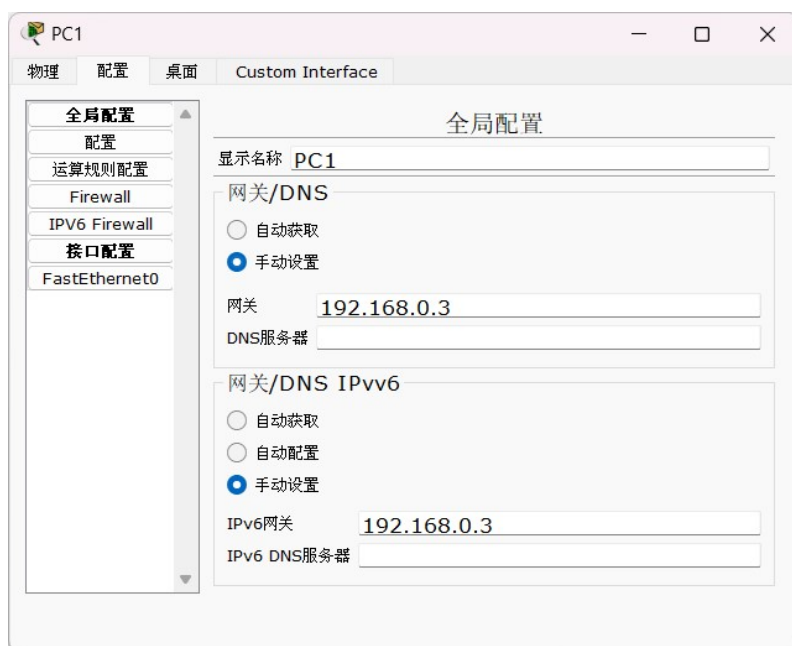 PC1
物理 配置 桌面 Custom Interface
全局配置
配置
运算规则配置
Firewall
IPV6 Firewall
接口配置
FastEthernet0
全局配置
显示名称 PC1
网关/DNS
自动获取
手动设置
网关 192.168.0.3
DNS服务器
网关/DNS IPvv6
自动获取
自动配置
手动设置
IPv6网关 192.168.0.3
IPv6 DNS服务器